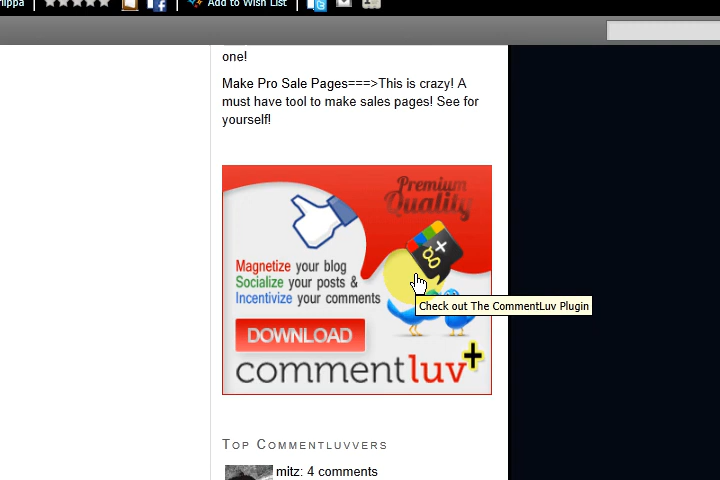 Add to Wish List
one!
Make Pro Sale Pages===>This is crazy! A
must have tool to make sales pages! See for
yourself!
Premium
Quality
g+
Magnetize your blog
Socialize your posts &
Incentivize your comments
Check out The CommentLuv Plugin
DOWNLOAD
commentluv+
Top Commentluvvers
mitz: 4 comments